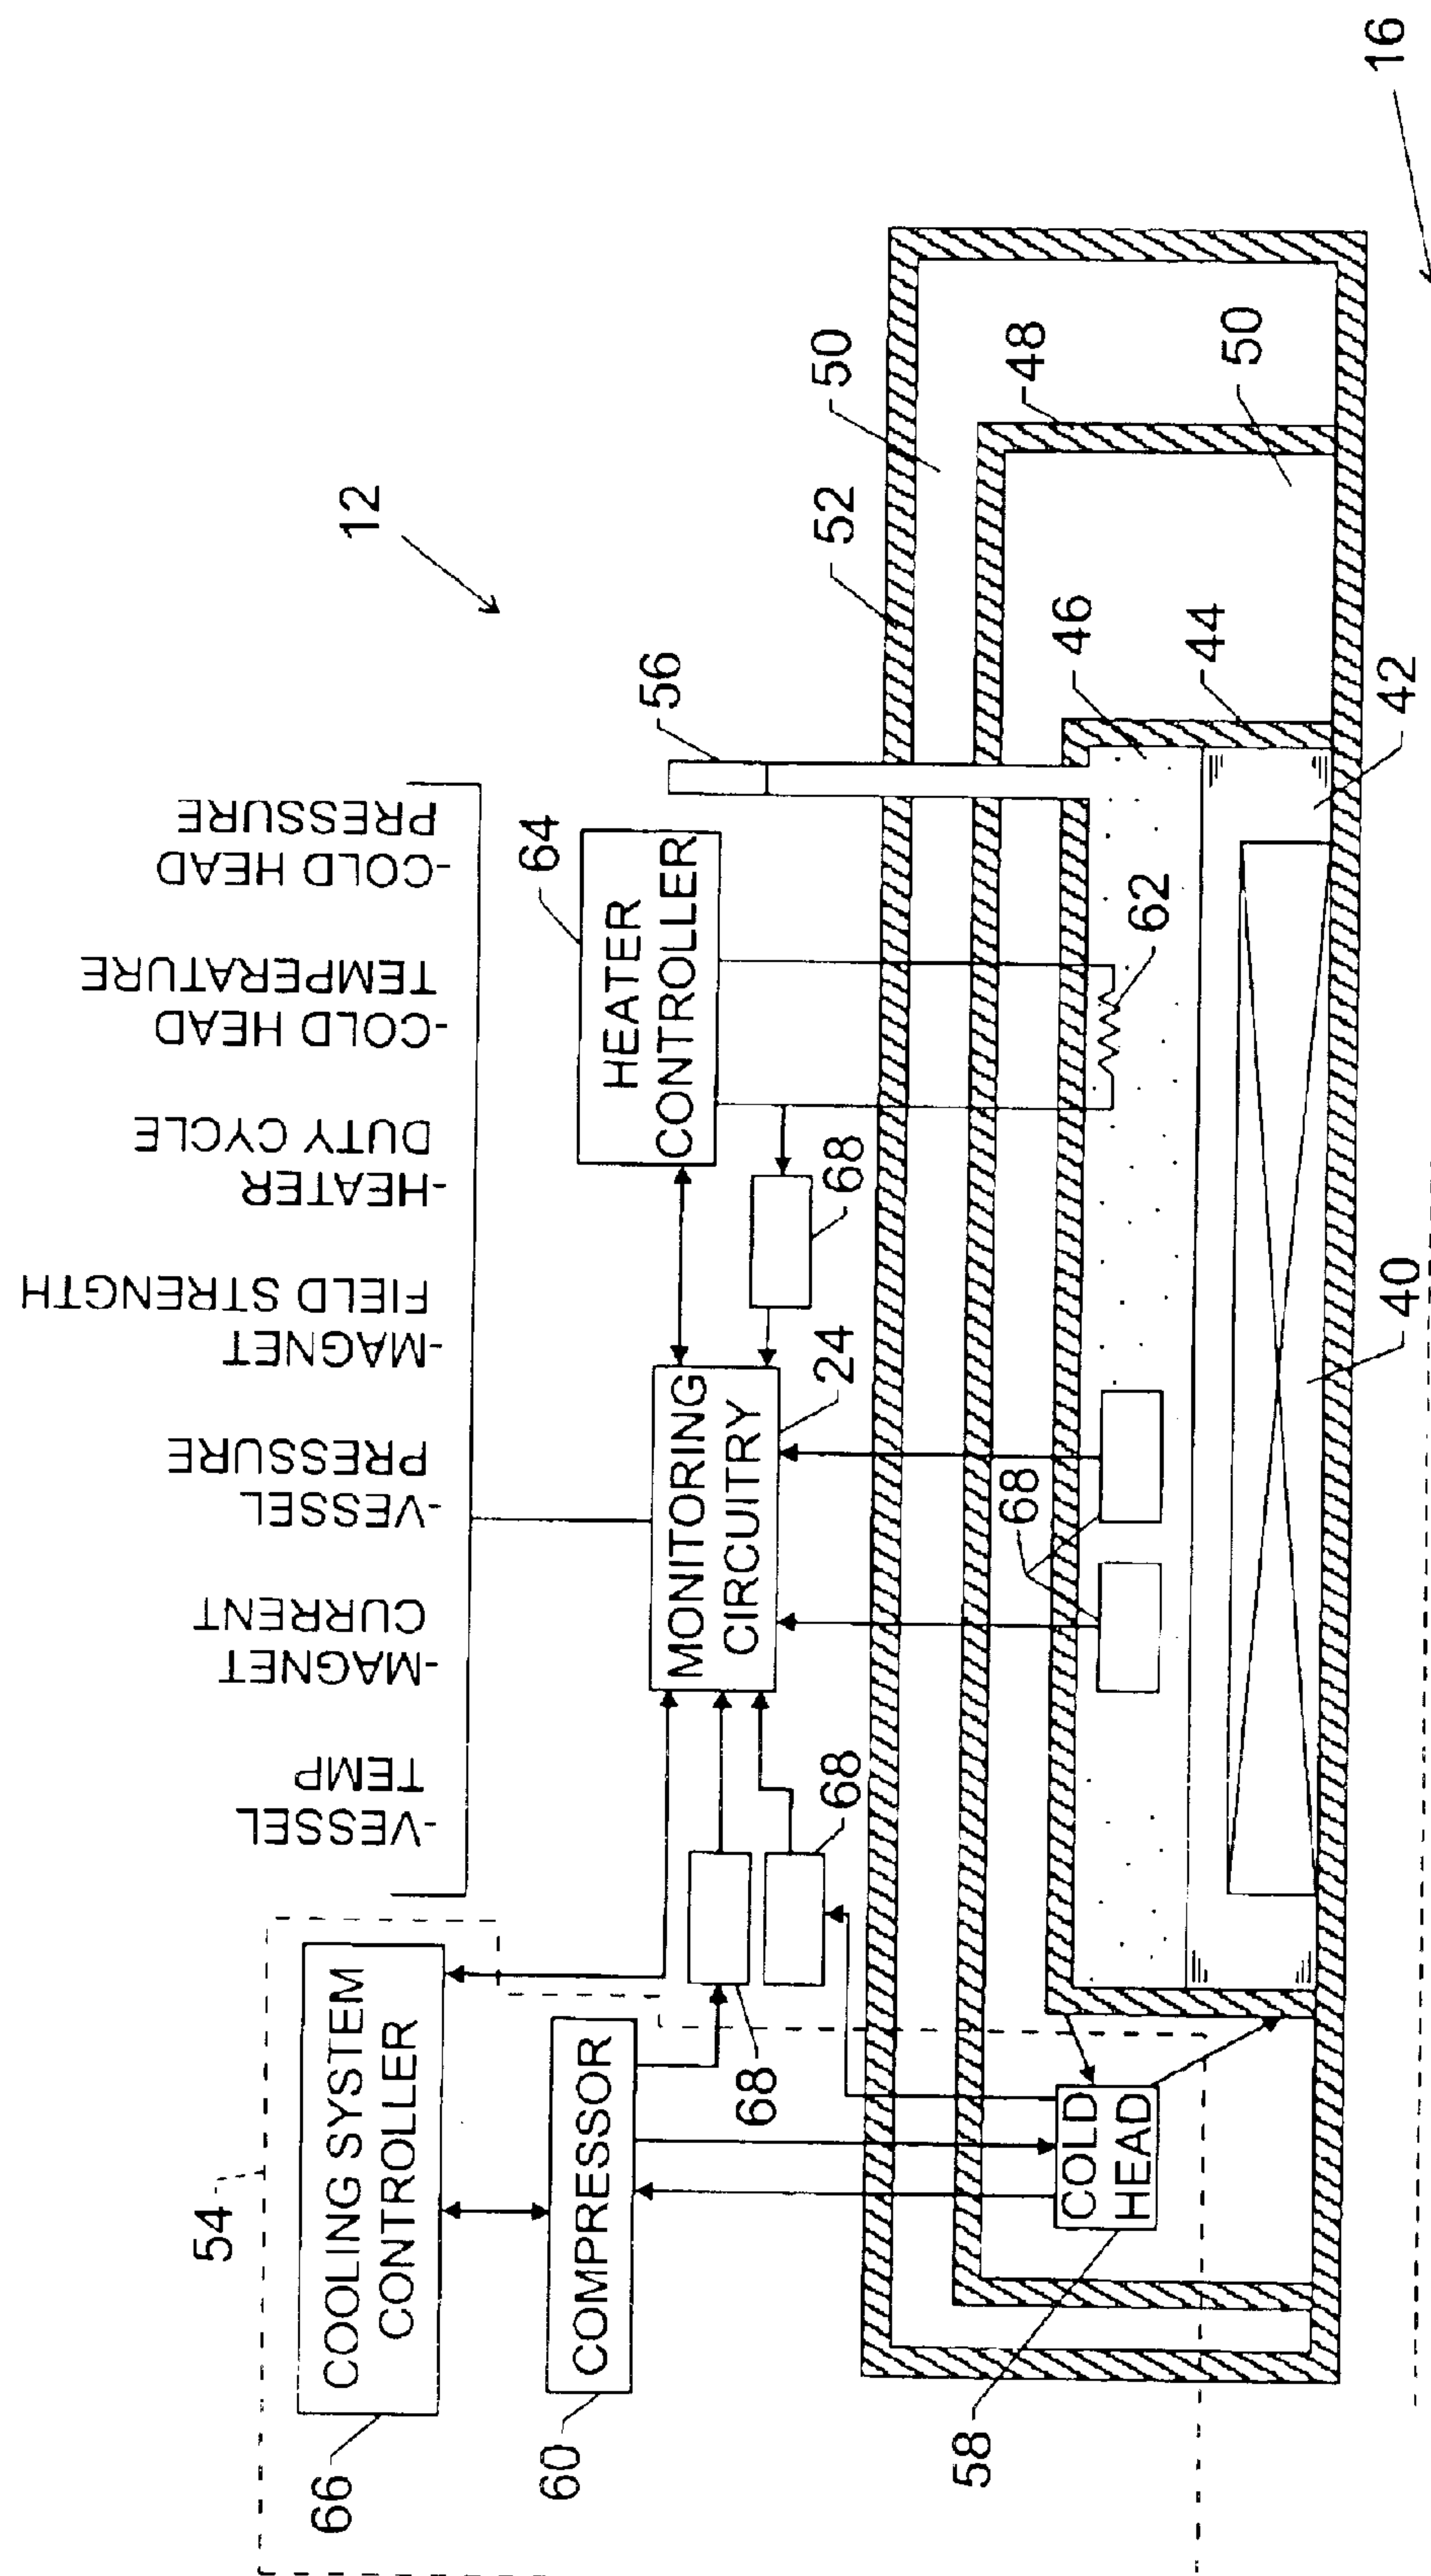 54
66
COOLING SYSTEM
CONTROLLER
60
COMPRESSOR
58
COLD
HEAD
68
68
-VESSEL
TEMP
-MAGNET
CURRENT
-VESSEL
PRESSURE
-MAGNET
FIELD STRENGTH
-HEATER
DUTY CYCLE
-COLD HEAD
TEMPERATURE
-COLD HEAD
PRESSURE
MONITORING
CIRCUITRY
24
68
68
HEATER
CONTROLLER
64
62
56
12
52
50
48
50
46
44
42
40
16